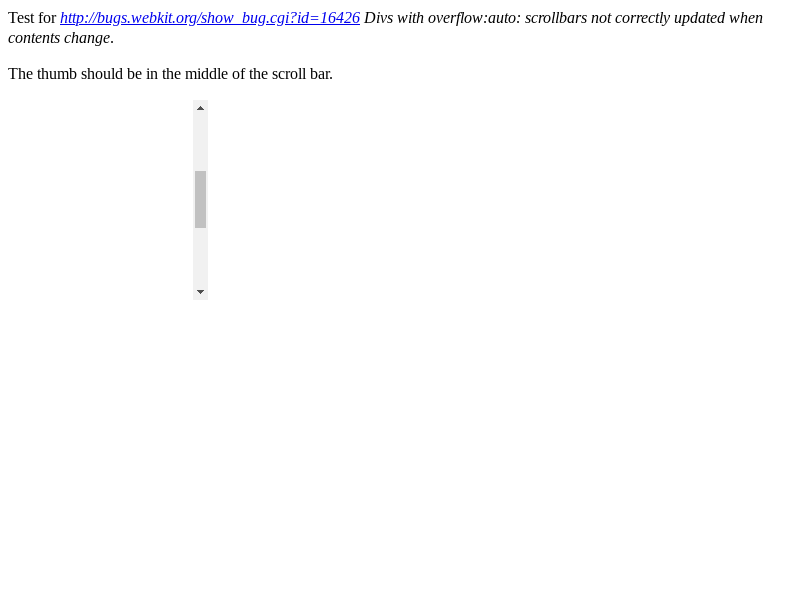 Test for http://bugs.webkit.org/show_bug.cgi?id=16426 Divs with overflow:auto: scrollbars not correctly updated when
contents change.
The thumb should be in the middle of the scroll bar.